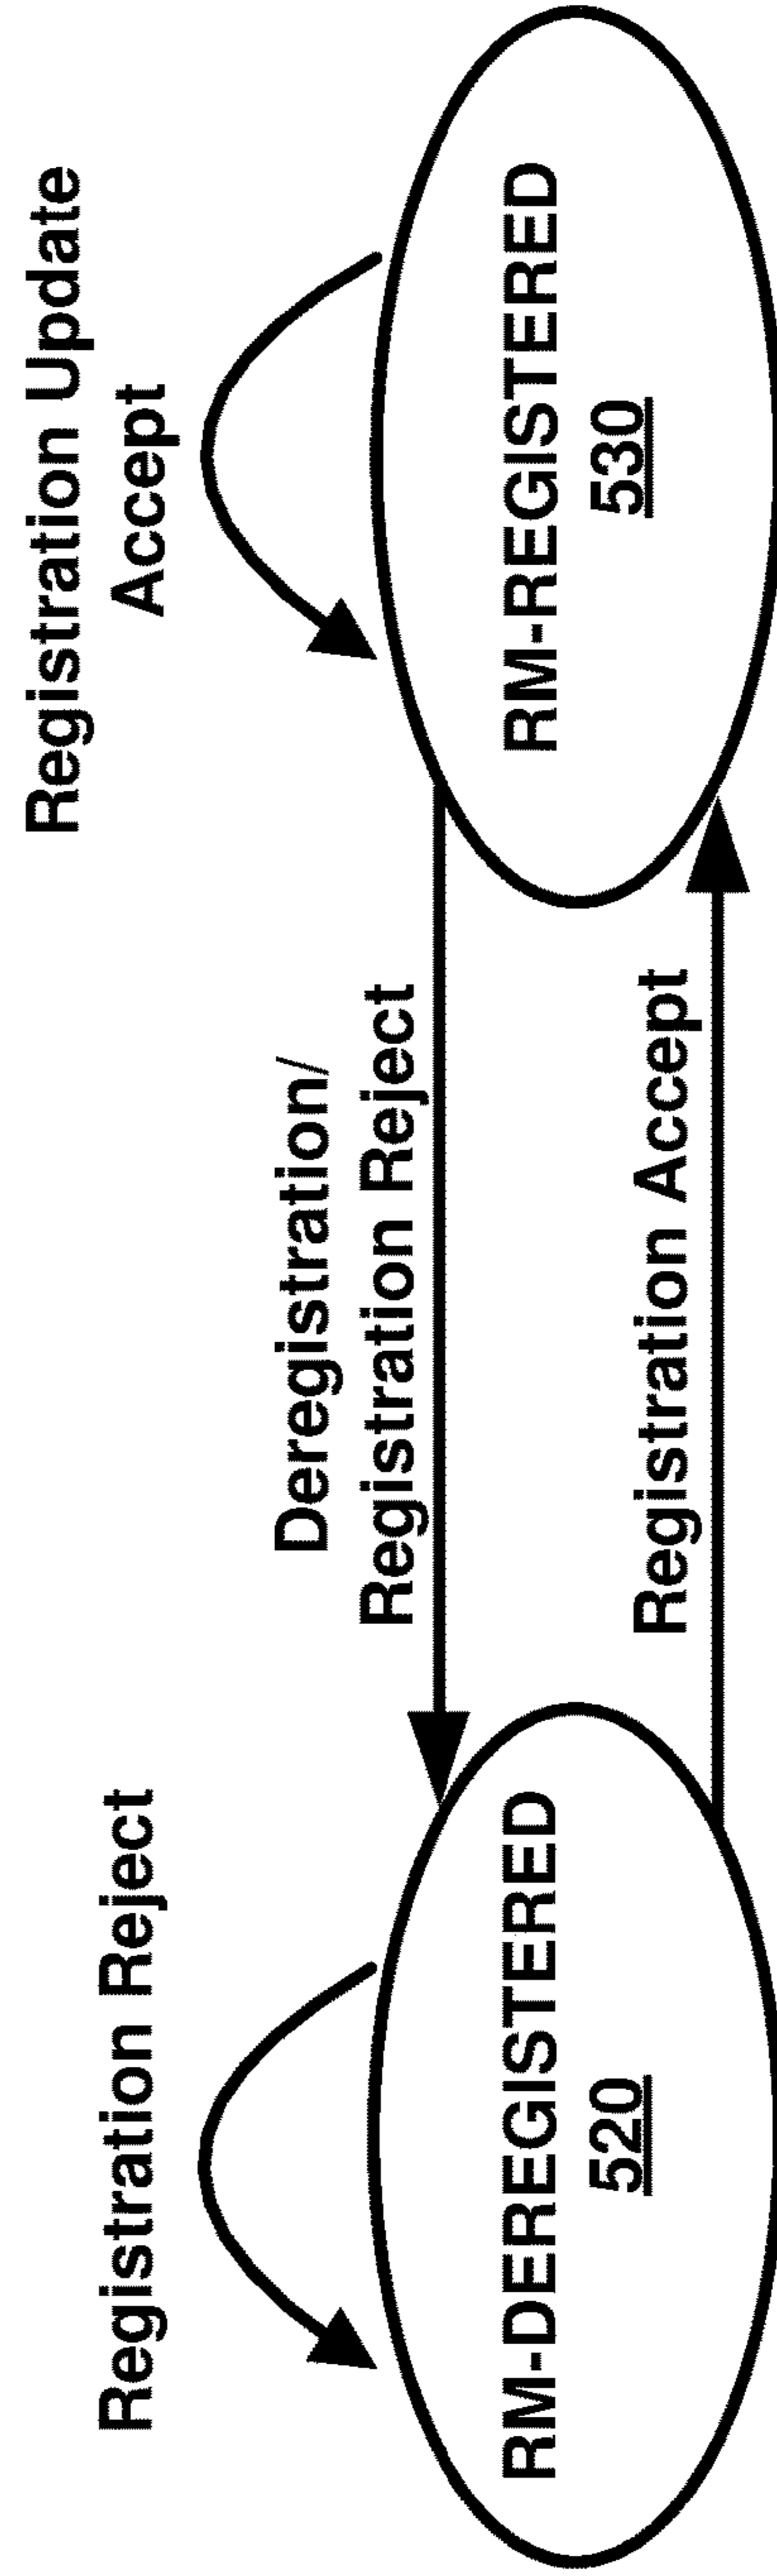 Registration Reject
Registration Update
Accept
Deregistration/
Registration Reject
RM-DEREGISTERED
520
RM-REGISTERED
530
Registration Accept